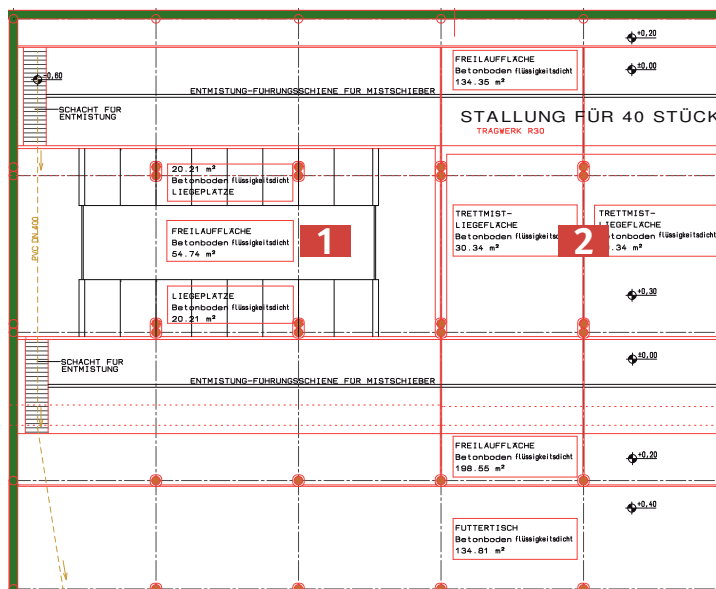 +0,20
FREILAUFFLÄCHE
Betonboden flüssigkeitsdicht
134.35 m²
±0,00
-0,60
ENTMISTUNG-FÜHRUNGSSCHIENE FÜR MISTSCHIEBER
SCHACHT FÜR
ENTMISTUNG
STALLUNG FÜR 40 STÜCK
TRAGWERK R30
20.21 m²
Betonboden flüssigkeitsdicht
LIEGEPLÄTZE
PVC DN 400
FREILAUFFLÄCHE
Betonboden flüssigkeitsdicht
54.74 m²
1
TRETTMIST-
LIEGEFLÄCHE
Betonboden
30.34 m²
2
TRETTMIST-
LIEGEFLÄCHE
flüssigkeitsdicht
.34 m²
LIEGEPLÄTZE
Betonboden flüssigkeitsdicht
20.21 m²
+0,30
SCHACHT FÜR
ENTMISTUNG
±0,00
ENTMISTUNG-FÜHRUNGSSCHIENE FÜR MISTSCHIEBER
FREILAUFFLÄCHE
Betonboden flüssigkeitsdicht
198.55 m²
+0,20
+0,40
FUTTERTISCH
Betonboden flüssigkeitsdicht
134.81 m²